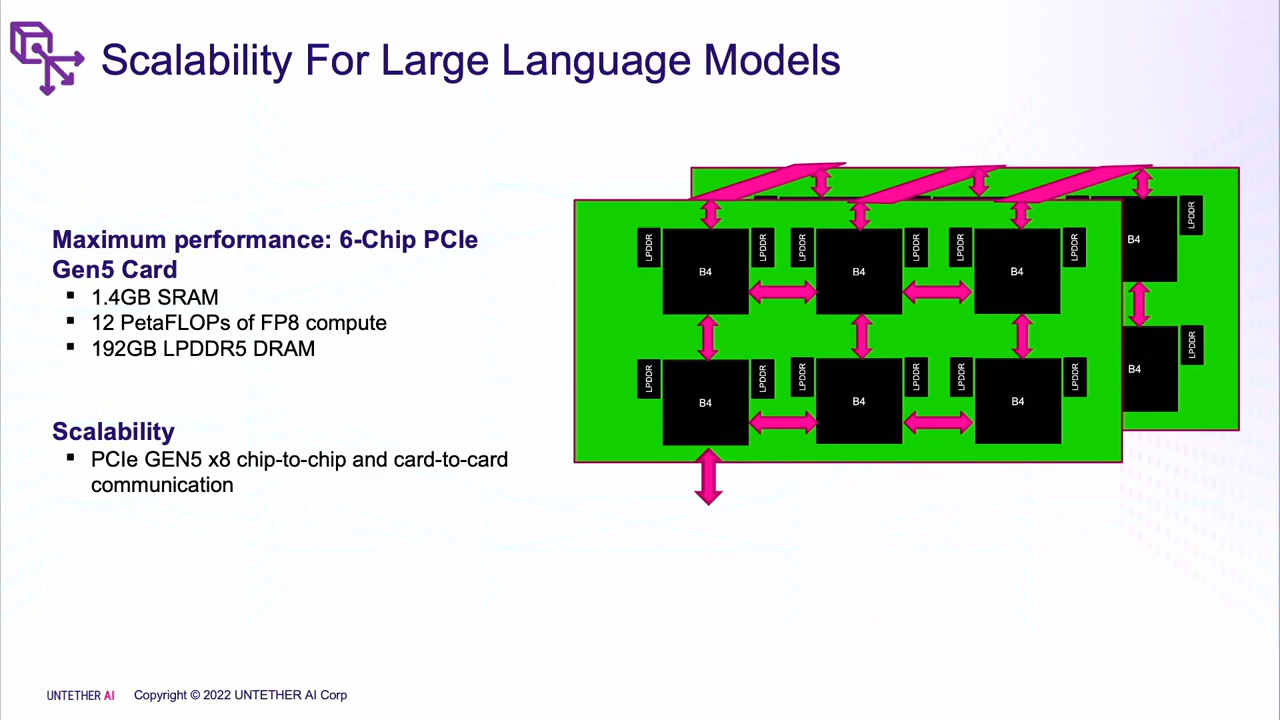 Scalability For Large Language Models
Maximum performance: 6-Chip PCIe
Gen5 Card
▪ 1.4GB SRAM
▪ 12 PetaFLOPs of FP8 compute
▪ 192GB LPDDR5 DRAM
Scalability
▪ PCIe GEN5 x8 chip-to-chip and card-to-card
communication
LPDDR B4 LPDDR LPDDR B4 LPDDR LPDDR B4 LPDDR B4 LPDDR
LPDDR B4 LPDDR LPDDR B4 LPDDR LPDDR B4 LPDDR B4 LPDDR
UNTETHER AI Copyright © 2022 UNTETHER AI Corp